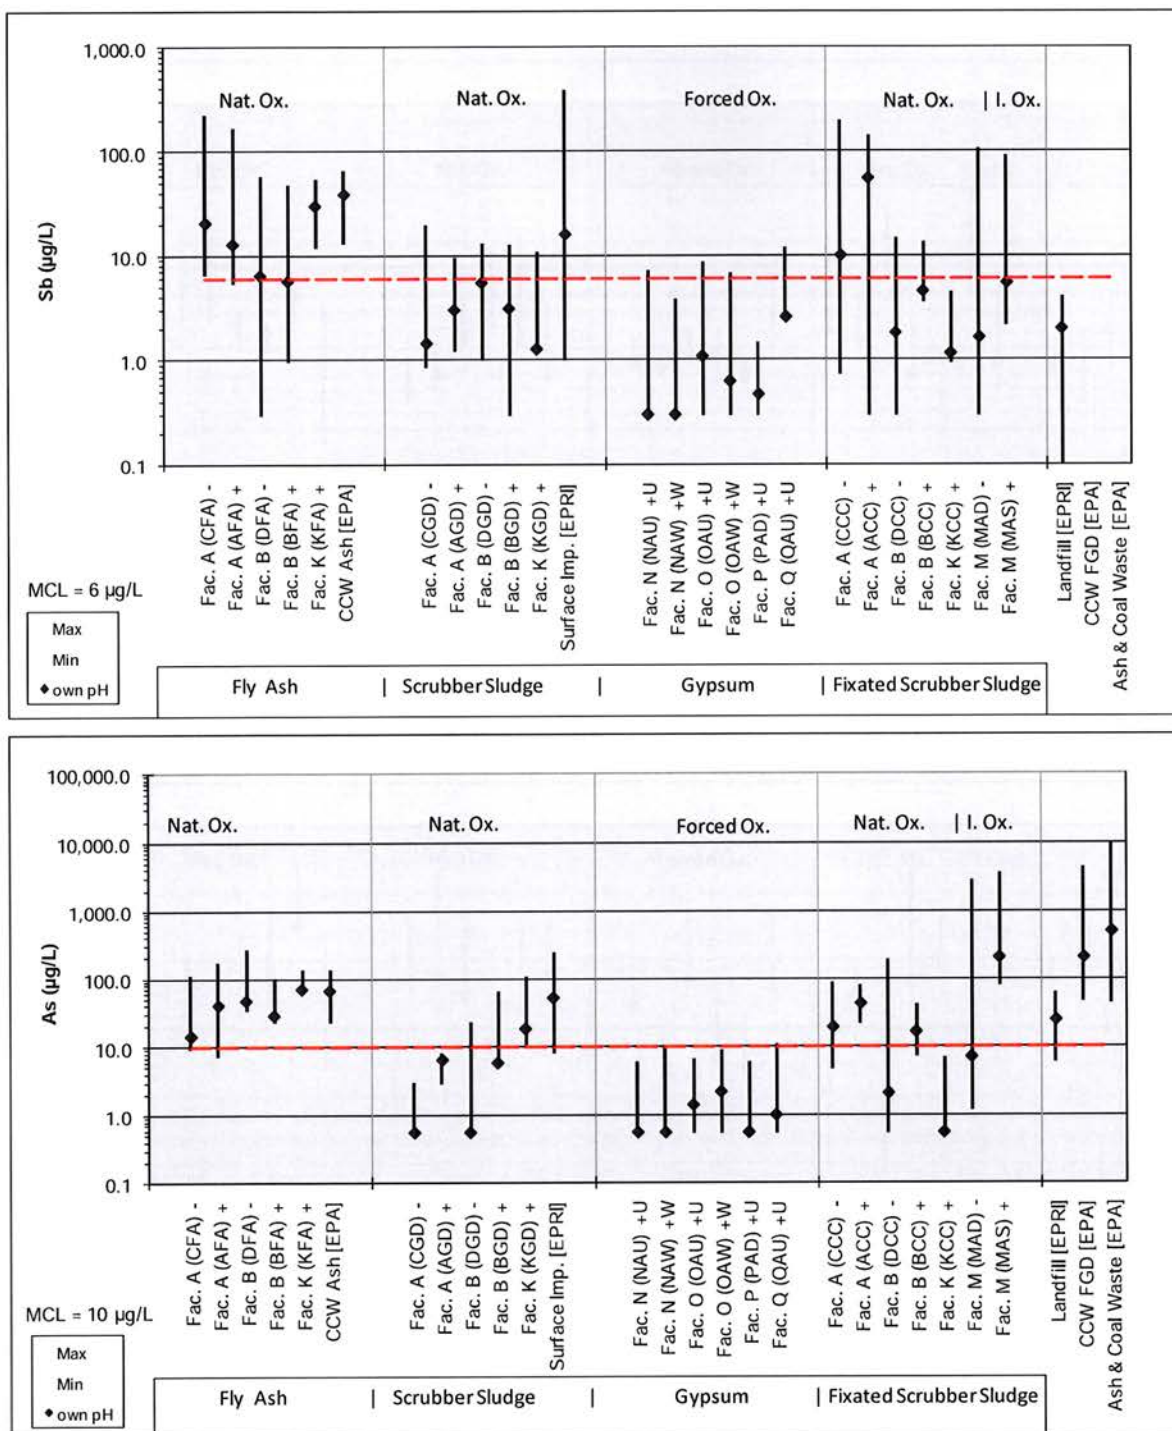 1,000.0
100.0
10.0
1.0
0.1
Sb (µg/L)
Nat. Ox.
Nat. Ox.
Forced Ox.
Nat. Ox. | I. Ox.
Fac. A (CFA) -
Fac. A (AFA) +
Fac. B (DFA) -
Fac. B (BFA) +
Fac. K (KFA) +
CCW Ash [EPA]
Fac. A (CGD) -
Fac. A (AGD) +
Fac. B (DGD) -
Fac. B (BGD) +
Fac. K (KGD) +
Surface Imp. [EPRI]
Fac. N (NAU) +U
Fac. N (NAW) +W
Fac. O (OAU) +U
Fac. O (OAW) +W
Fac. P (PAD) +U
Fac. Q (QAU) +U
Fac. A (CCC) -
Fac. A (ACC) +
Fac. B (DCC) -
Fac. B (BCC) +
Fac. K (KCC) +
Fac. M (MAD) -
Fac. M (MAS) +
Landfill [EPRI]
CCW FGD [EPA]
Ash & Coal Waste [EPA]
MCL = 6 µg/L
Max
Min
own pH
Fly Ash | Scrubber Sludge | Gypsum | Fixated Scrubber Sludge
100,000.0
10,000.0
1,000.0
100.0
10.0
1.0
0.1
As (µg/L)
Nat. Ox.
Nat. Ox.
Forced Ox.
Nat. Ox. | I. Ox.
Fac. A (CFA) -
Fac. A (AFA) +
Fac. B (DFA) -
Fac. B (BFA) +
Fac. K (KFA) +
CCW Ash [EPA]
Fac. A (CGD) -
Fac. A (AGD) +
Fac. B (DGD) -
Fac. B (BGD) +
Fac. K (KGD) +
Surface Imp. [EPRI]
Fac. N (NAU) +U
Fac. N (NAW) +W
Fac. O (OAU) +U
Fac. O (OAW) +W
Fac. P (PAD) +U
Fac. Q (QAU) +U
Fac. A (CCC) -
Fac. A (ACC) +
Fac. B (DCC) -
Fac. B (BCC) +
Fac. K (KCC) +
Fac. M (MAD) -
Fac. M (MAS) +
Landfill [EPRI]
CCW FGD [EPA]
Ash & Coal Waste [EPA]
MCL = 10 µg/L
Max
Min
own pH
Fly Ash | Scrubber Sludge | Gypsum | Fixated Scrubber Sludge